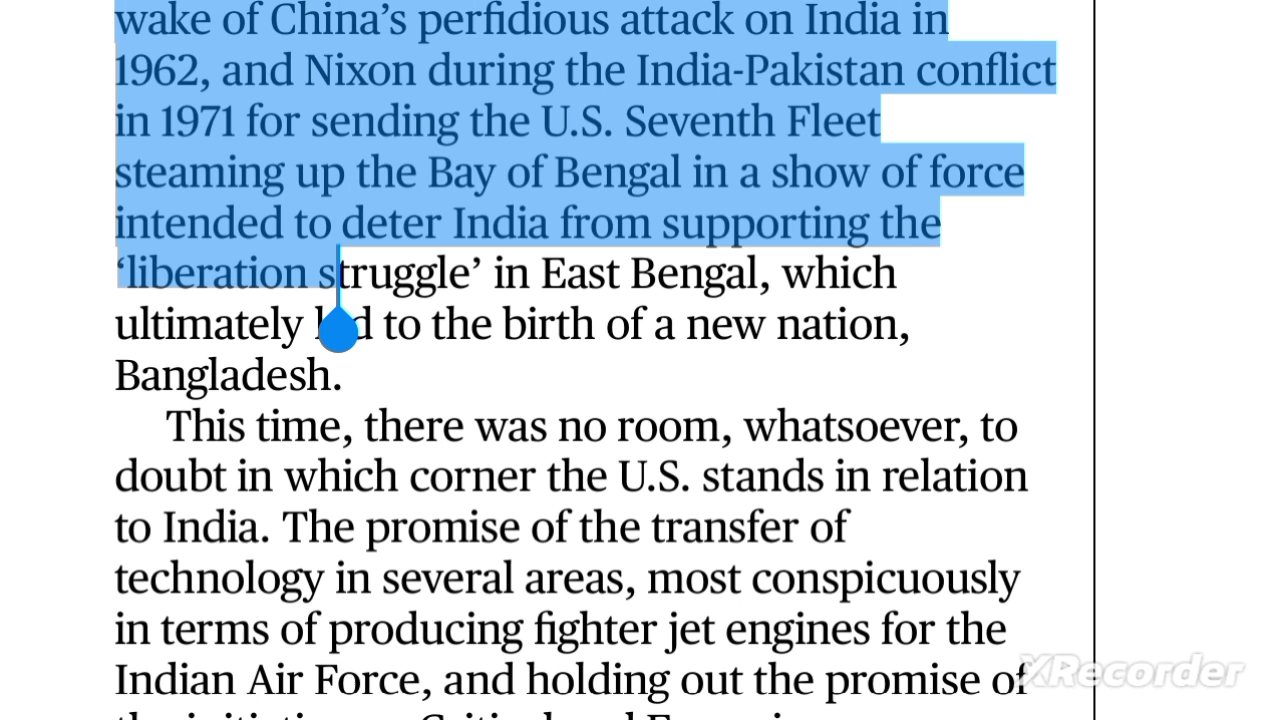 wake of China’s perfidious attack on India in
1962, and Nixon during the India-Pakistan conflict
in 1971 for sending the U.S. Seventh Fleet
steaming up the Bay of Bengal in a show of force
intended to deter India from supporting the
‘liberation struggle’ in East Bengal, which
ultimately to the birth of a new nation,
Bangladesh.
This time, there was no room, whatsoever, to
doubt in which corner the U.S. stands in relation
to India. The promise of the transfer of
technology in several areas, most conspicuously
in terms of producing fighter jet engines for the
Indian Air Force, and holding out the promise of
XRecorder